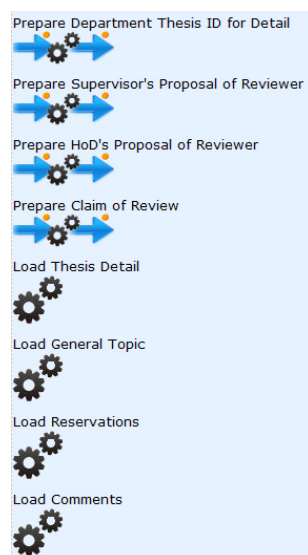 Prepare Department Thesis ID for Detail
Prepare Supervisor's Proposal of Reviewer
Prepare HoD's Proposal of Reviewer
Prepare Claim of Review
Load Thesis Detail
Load General Topic
Load Reservations
Load Comments